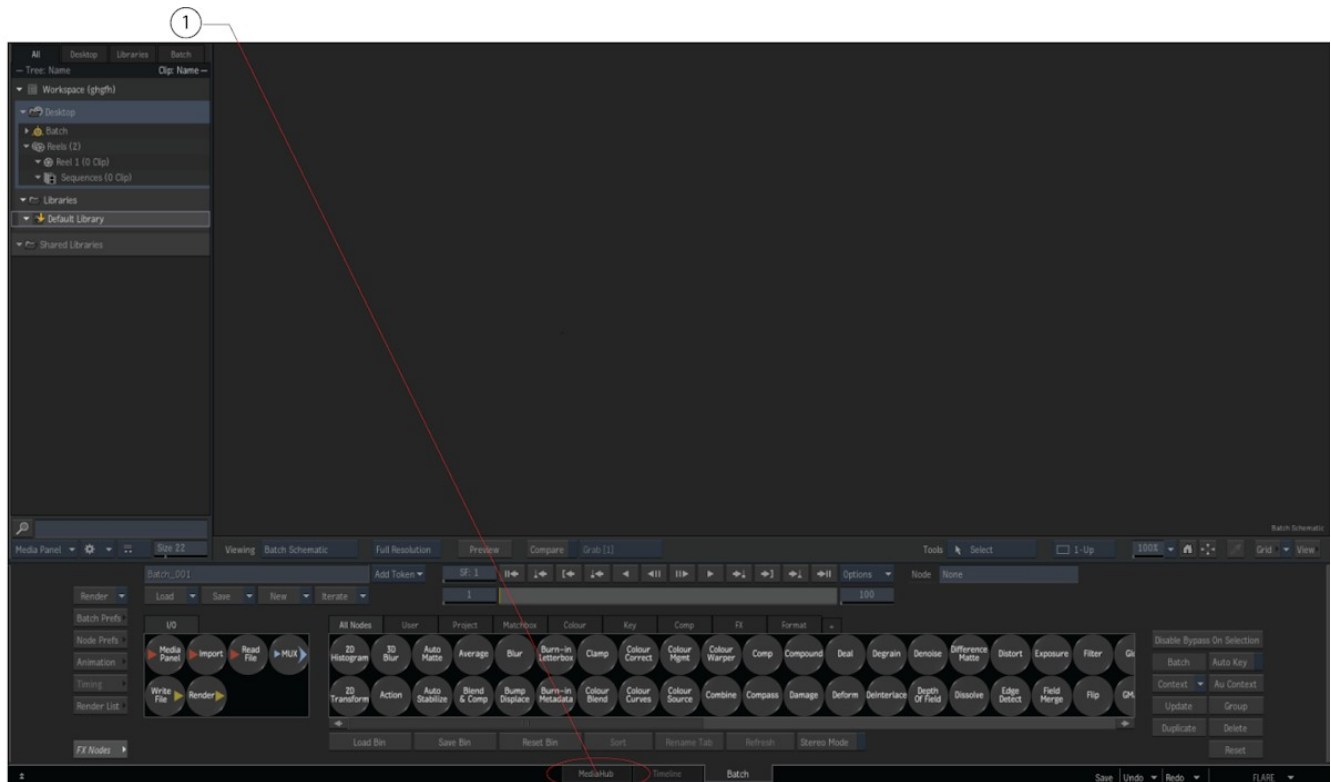 1
All Desktop Libraries Batch
— Tree: Name Clip: Name —
Workspace (ghgfh)
Desktop
Batch
Reels (2)
Reel 1 (0 Clip)
Sequences (0 Clip)
Libraries
Default Library
Shared Libraries
Batch Schematic
Media Panel Size 22 Viewing Batch Schematic Full Resolution Preview Compare Grab [1] Tools Select 1-Up 100% Grid View
Batch_001 Add Token SF: 1 Options Node None
Render Load Save New Iterate 1 100
Batch Prefs
I/O All Nodes User Project Matchbox Colour Key Comp FX Format +
Node Prefs Disable Bypass On Selection
Media Panel Import Read File MUX 2D Histogram 3D Blur Auto Matte Average Blur Burn-in Letterbox Clamp Colour Correct Colour Mgmt Colour Warper Comp Compound Deal Degrain Denoise Difference Matte Distort Exposure Filter
Animation Batch Auto Key
Timing Context Au Context
Write File Render 2D Transform Action Auto Stabilize Blend & Comp Bump Displace Burn-in Metadata Colour Blend Colour Curves Colour Source Combine Compass Damage Deform Deinterlace Depth Of Field Dissolve Edge Detect Field Merge Flip GM
Render List Update Group
Duplicate Delete
Load Bin Save Bin Reset Bin Sort Rename Tab Refresh Stereo Mode
FX Nodes Reset
MediaHub Timeline Batch Save Undo Redo FLARE